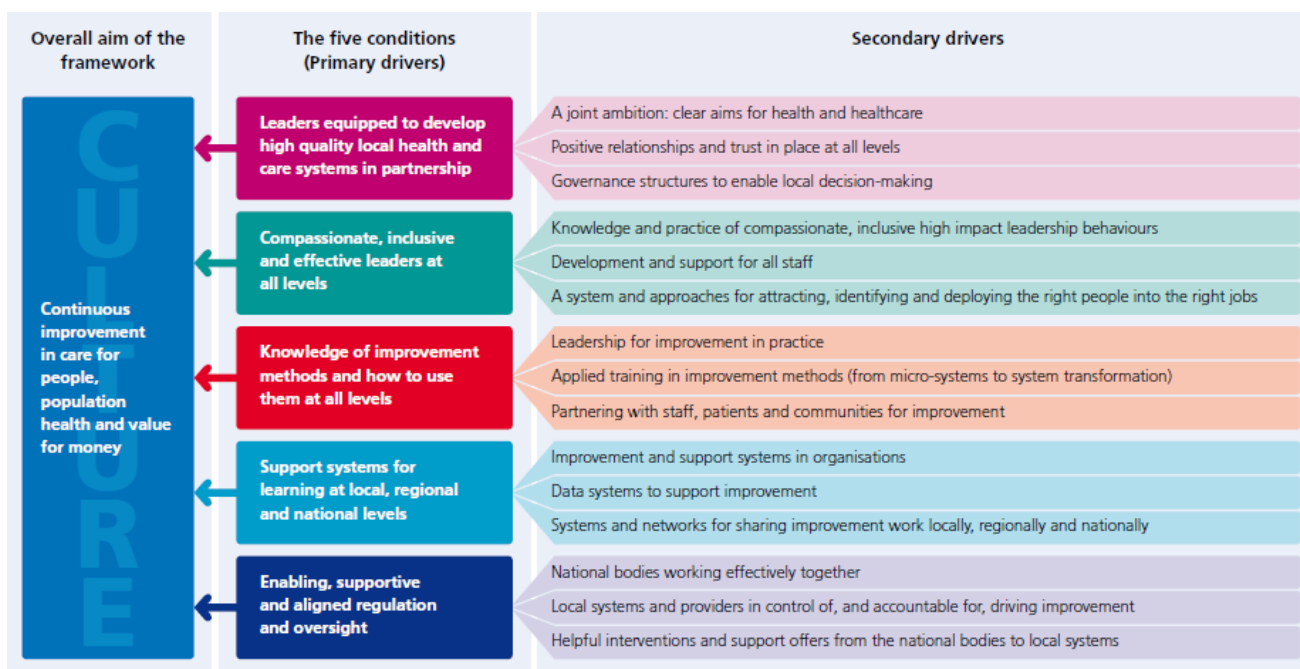 Overall aim of the
framework
The five conditions
(Primary drivers)
Secondary drivers
CULTURE
Continuous
improvement
in care for
people,
population
health and value
for money
Leaders equipped to develop
high quality local health and
care systems in partnership
A joint ambition: clear aims for health and healthcare
Positive relationships and trust in place at all levels
Governance structures to enable local decision-making
Compassionate, inclusive
and effective leaders at
all levels
Knowledge and practice of compassionate, inclusive high impact leadership behaviours
Development and support for all staff
A system and approaches for attracting, identifying and deploying the right people into the right jobs
Knowledge of improvement
methods and how to use
them at all levels
Leadership for improvement in practice
Applied training in improvement methods (from micro-systems to system transformation)
Partnering with staff, patients and communities for improvement
Support systems for
learning at local, regional
and national levels
Improvement and support systems in organisations
Data systems to support improvement
Systems and networks for sharing improvement work locally, regionally and nationally
Enabling, supportive
and aligned regulation
and oversight
National bodies working effectively together
Local systems and providers in control of, and accountable for, driving improvement
Helpful interventions and support offers from the national bodies to local systems